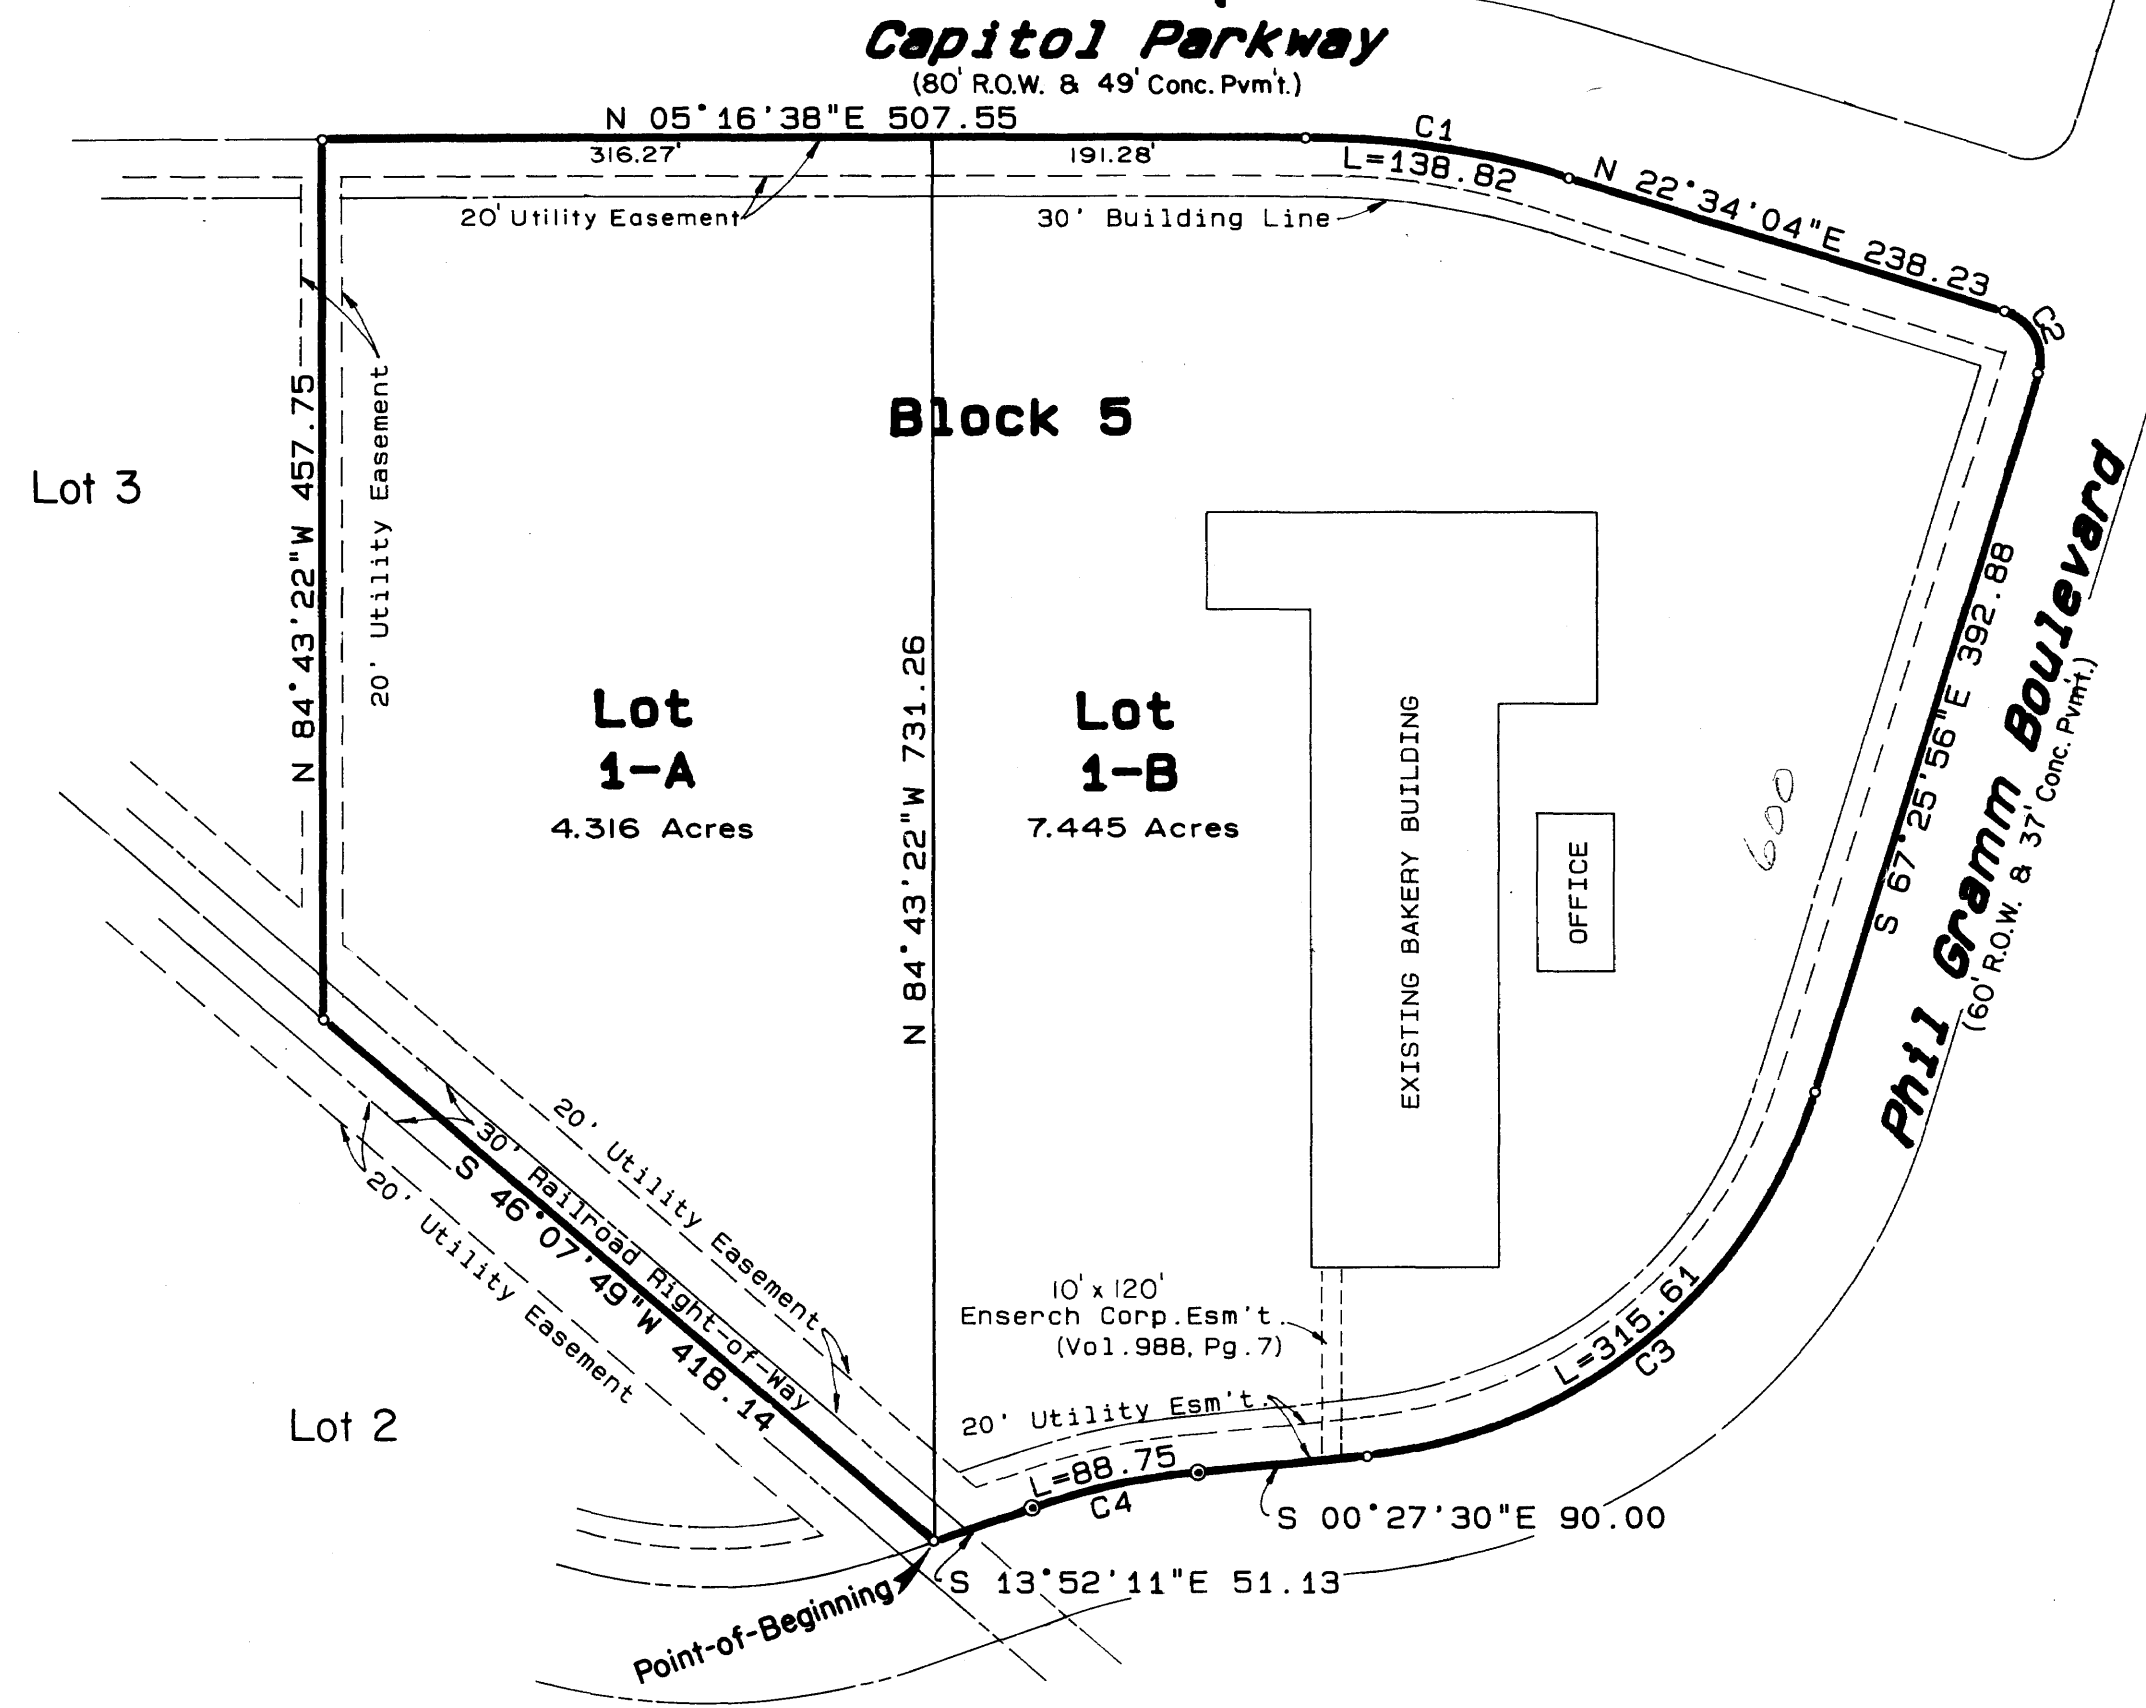 Capitol Parkway
(80' R.O.W. & 49' Conc. Pvm't.)
N 05°16'38"E 507.55
316.27'
191.28'
C1
L=138.82
N 22°34'04"E 238.23
C2
20' Utility Easement
30' Building Line
N 84°43'22"W 457.75
20' Utility Easement
Block 5
Lot 3
Lot
1-A
4.316 Acres
N 84°43'22"W 731.26
Lot
1-B
7.445 Acres
EXISTING BAKERY BUILDING
OFFICE
600
S 67°25'56"E 392.88
Phil Gramm Boulevard
(60' R.O.W. & 37' Conc. Pvm't.)
20' Utility Easement
30' Railroad Right-of-Way
S 46°07'49"W 418.14
20' Utility Easement
Lot 2
10' x 120'
Enserch Corp. Esm't.
(Vol. 988, Pg. 7)
20' Utility Esm't.
L=315.61
C3
L=88.75
C4
S 00°27'30"E 90.00
S 13°52'11"E 51.13
Point-of-Beginning